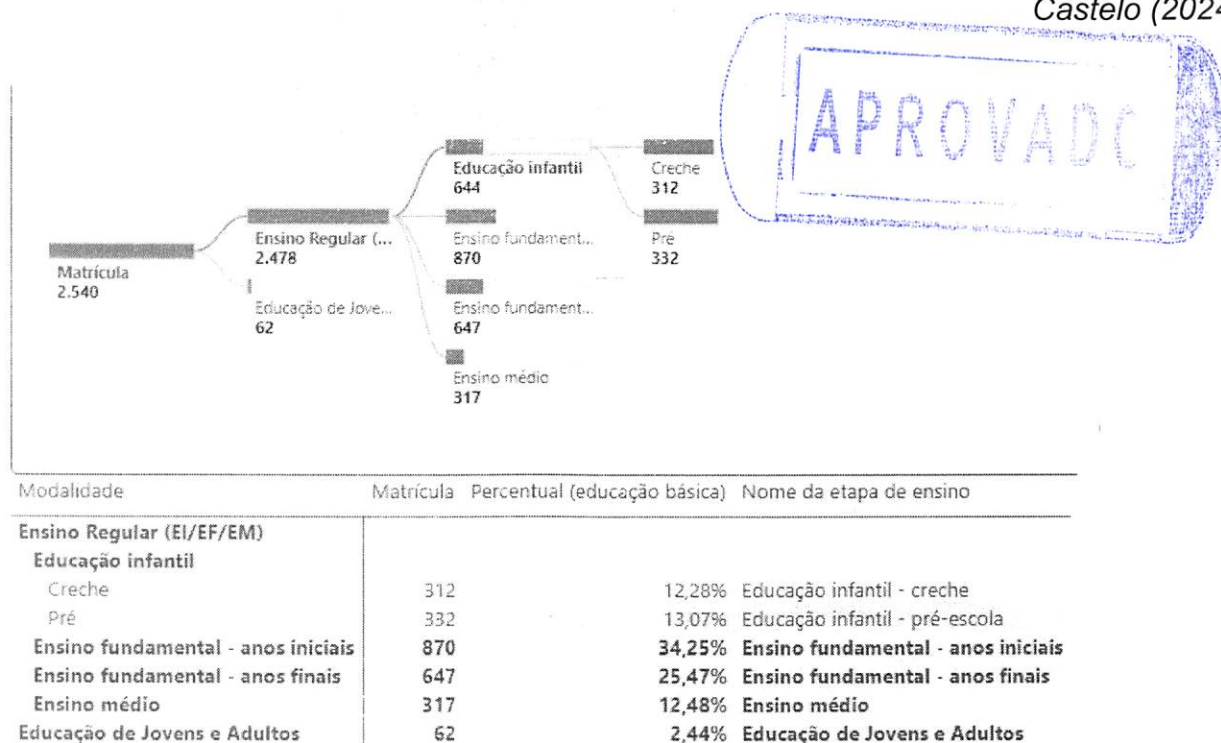 Castelo (2024
APROVADO
Educação infantil
644
Creche
312
Ensino Regular (...
2.478
Ensino fundament...
870
Pré
332
Matrícula
2.540
Educação de Jove...
62
Ensino fundament...
647
Ensino médio
317
Modalidade Matrícula Percentual (educação básica) Nome da etapa de ensino
Ensino Regular (EI/EF/EM)
Educação infantil
Creche 312 12,28% Educação infantil - creche
Pré 332 13,07% Educação infantil - pré-escola
Ensino fundamental - anos iniciais 870 34,25% Ensino fundamental - anos iniciais
Ensino fundamental - anos finais 647 25,47% Ensino fundamental - anos finais
Ensino médio 317 12,48% Ensino médio
Educação de Jovens e Adultos 62 2,44% Educação de Jovens e Adultos